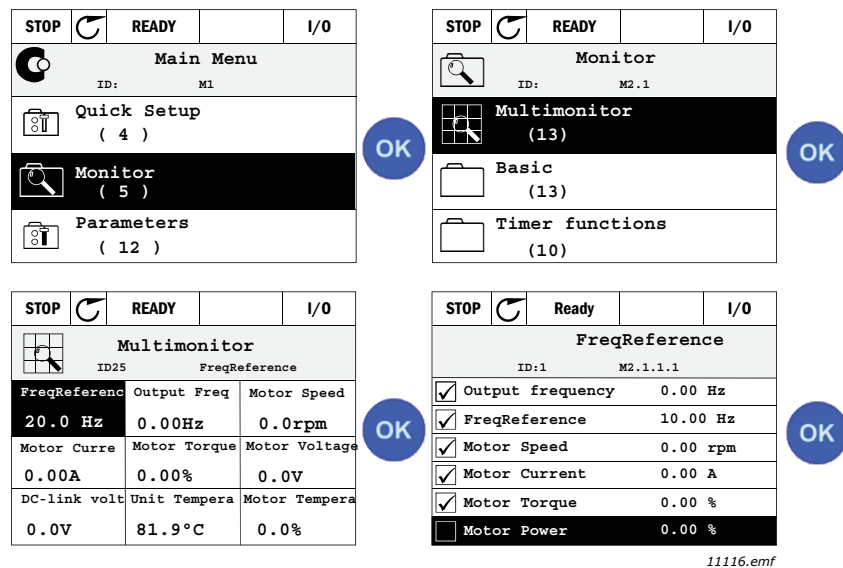 STOP READY I/O
Main Menu
ID: M1
Quick Setup
( 4 )
Monitor
( 5 )
Parameters
( 12 )
OK
STOP READY I/O
Monitor
ID: M2.1
Multimonitor
(13)
Basic
(13)
Timer functions
(10)
OK
STOP READY I/O
Multimonitor
ID25 FreqReference
FreqReferenc Output Freq Motor Speed
20.0 Hz 0.00Hz 0.0rpm
Motor Curre Motor Torque Motor Voltage
0.00A 0.00% 0.0V
DC-link volt Unit Tempera Motor Tempera
0.0V 81.9°C 0.0%
OK
STOP Ready I/O
FreqReference
ID:1 M2.1.1.1
Output frequency 0.00 Hz
FreqReference 10.00 Hz
Motor Speed 0.00 rpm
Motor Current 0.00 A
Motor Torque 0.00 %
Motor Power 0.00 %
OK
11116.emf